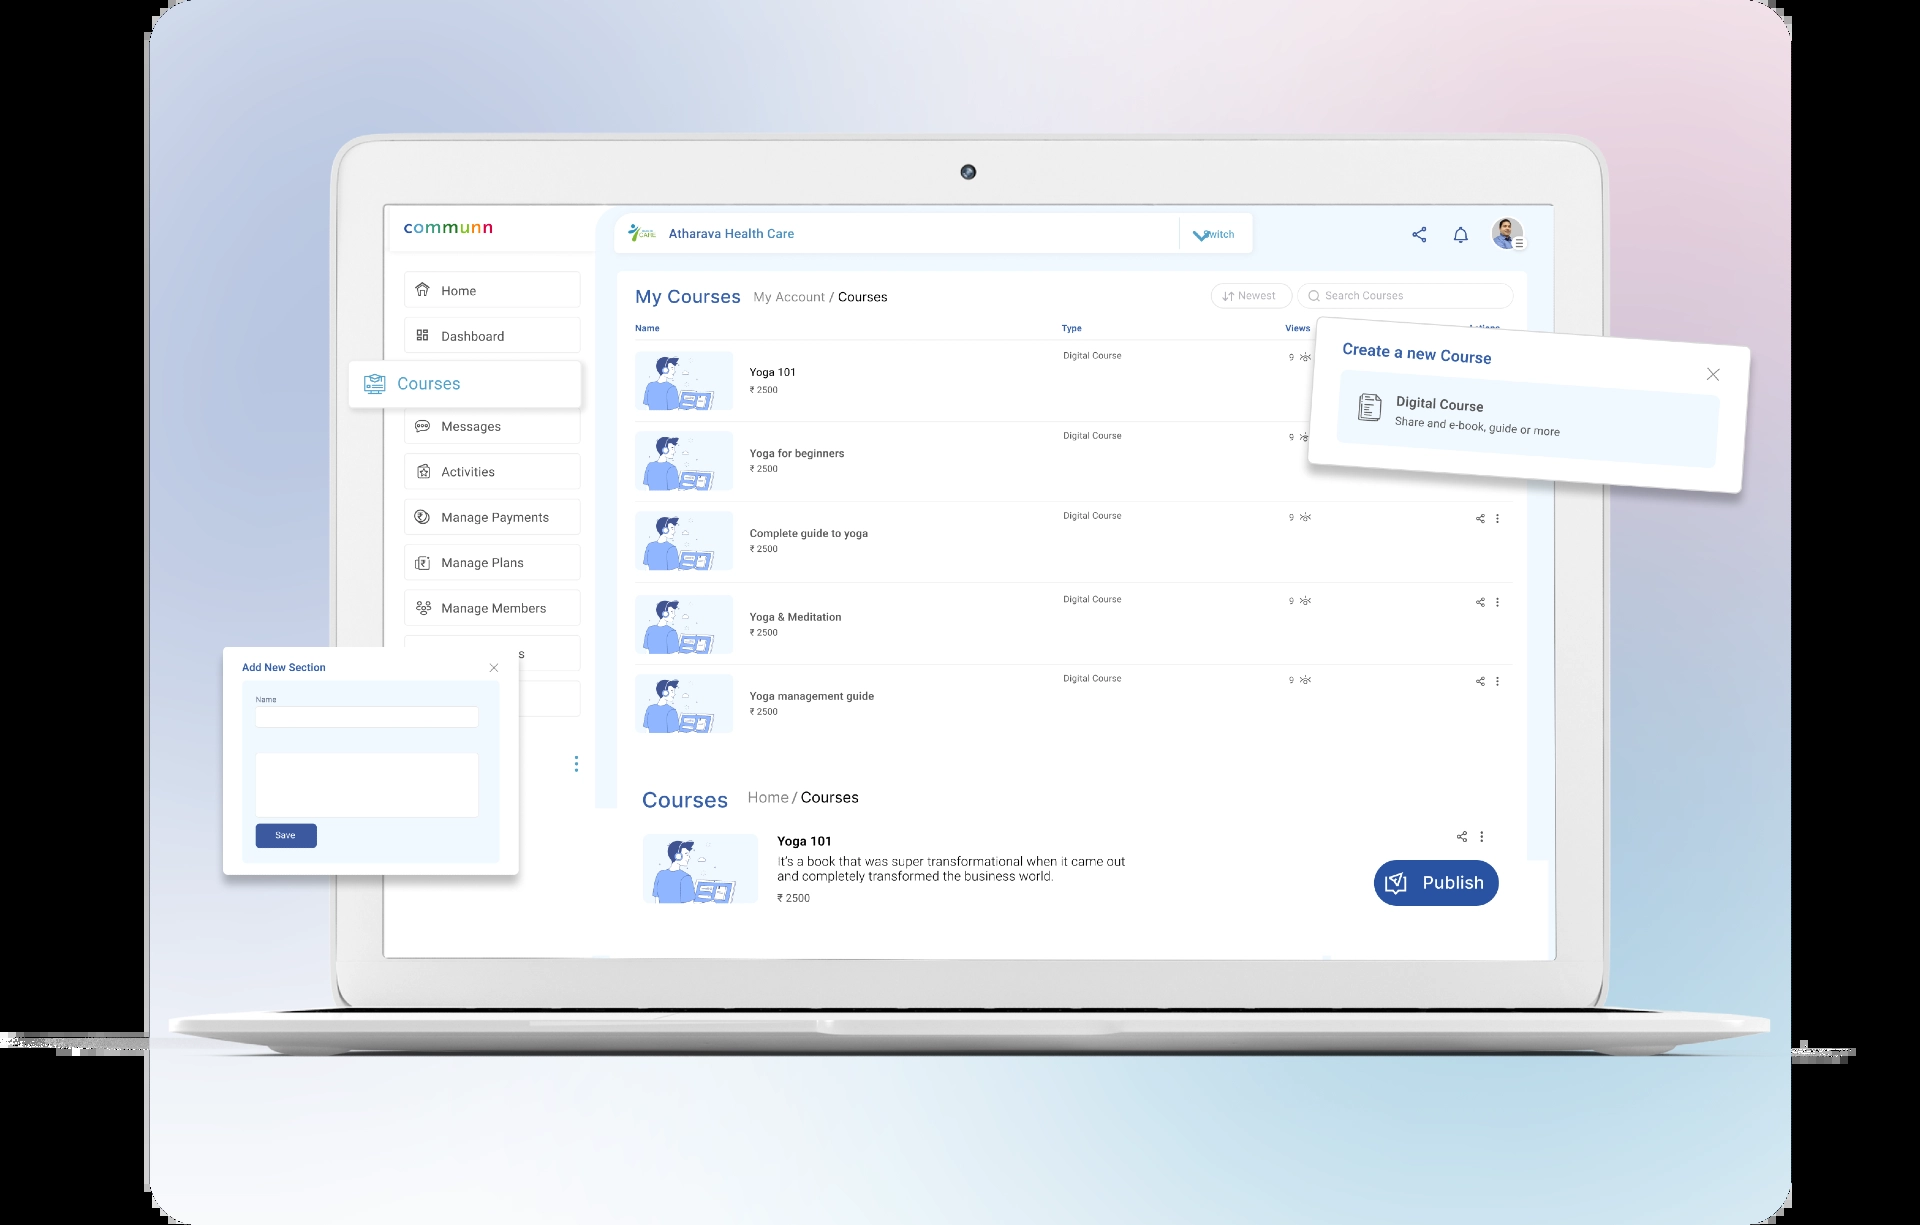 communn
Atharava Health Care
Home
Dashboard
Courses
Messages
Activities
Manage Payments
Manage Plans
Manage Members
s
My Courses My Account / Courses
Newest
Search Courses
Name Type Views
Yoga 101
₹ 2500
Digital Course
9
Yoga for beginners
₹ 2500
Digital Course
9
Complete guide to yoga
₹ 2500
Digital Course
9
Yoga & Meditation
₹ 2500
Digital Course
9
Yoga management guide
₹ 2500
Digital Course
9
Create a new Course
Digital Course
Share and e-book, guide or more
Add New Section
Name
Save
Courses Home / Courses
Yoga 101
It's a book that was super transformational when it came out
and completely transformed the business world.
₹ 2500
Publish